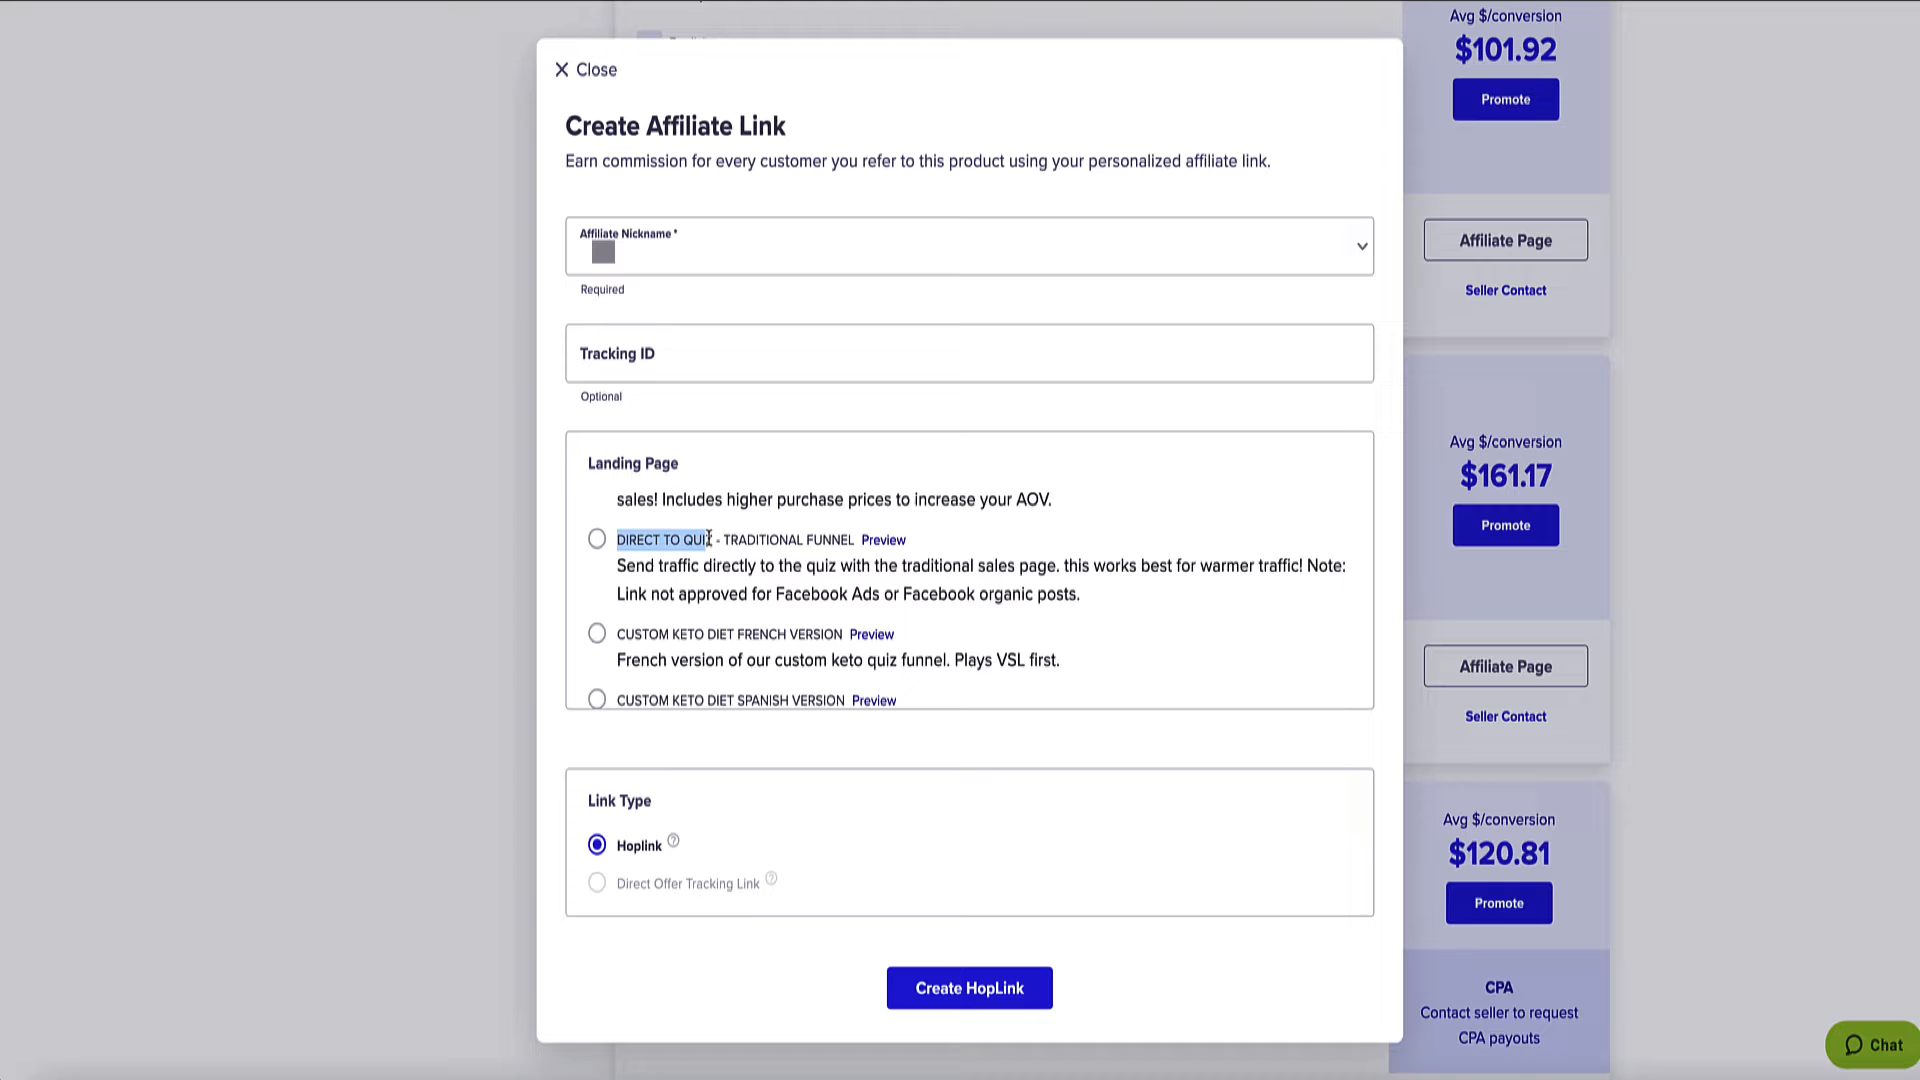 Close
Create Affiliate Link
Earn commission for every customer you refer to this product using your personalized affiliate link.
Affiliate Nickname *
Required
Tracking ID
Optional
Landing Page
sales! Includes higher purchase prices to increase your AOV.
DIRECT TO QUIZ - TRADITIONAL FUNNEL Preview
Send traffic directly to the quiz with the traditional sales page. this works best for warmer traffic! Note:
Link not approved for Facebook Ads or Facebook organic posts.
CUSTOM KETO DIET FRENCH VERSION Preview
French version of our custom keto quiz funnel. Plays VSL first.
CUSTOM KETO DIET SPANISH VERSION Preview
Link Type
Hoplink ?
Direct Offer Tracking Link ?
Create HopLink
Avg $/conversion
$101.92
Promote
Affiliate Page
Seller Contact
Avg $/conversion
$161.17
Promote
Affiliate Page
Seller Contact
Avg $/conversion
$120.81
Promote
CPA
Contact seller to request
CPA payouts
Chat